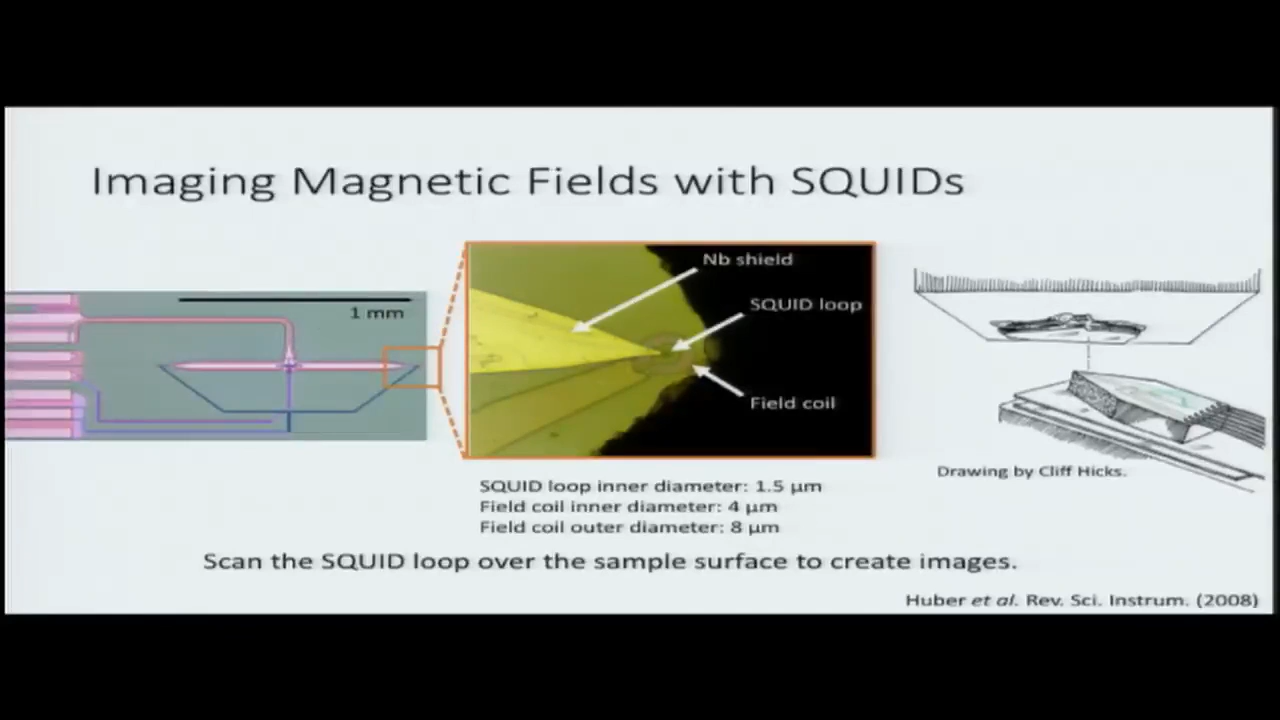 Imaging Magnetic Fields with SQUIDs
1 mm
Nb shield
SQUID loop
Field coil
Drawing by Cliff Hicks.
SQUID loop inner diameter: 1.5 µm
Field coil inner diameter: 4 µm
Field coil outer diameter: 8 µm
Scan the SQUID loop over the sample surface to create images.
Huber et al. Rev. Sci. Instrum. (2008)